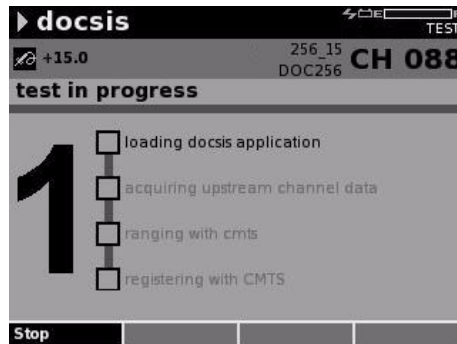 docsis
E
TEST
+15.0
256_15
DOC256
CH 088
test in progress
1
loading docsis application
acquiring upstream channel data
ranging with cmts
registering with CMTS
Stop